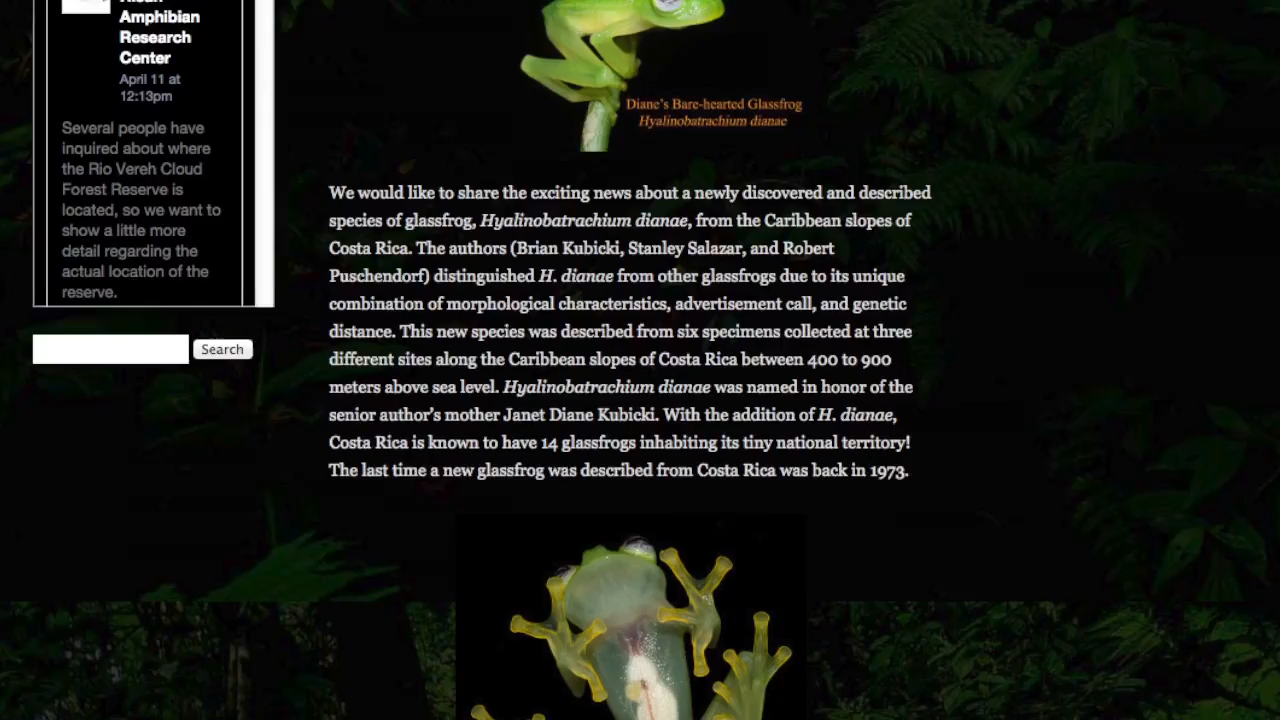 Amphibian
Research
Center
April 11 at
12:13pm
Several people have
inquired about where
the Rio Vereh Cloud
Forest Reserve is
located, so we want to
show a little more
detail regarding the
actual location of the
reserve.
Search
Diane's Bare-hearted Glassfrog
Hyalinobatrachium dianae
We would like to share the exciting news about a newly discovered and described
species of glassfrog, Hyalinobatrachium dianae, from the Caribbean slopes of
Costa Rica. The authors (Brian Kubicki, Stanley Salazar, and Robert
Puschendorf) distinguished H. dianae from other glassfrogs due to its unique
combination of morphological characteristics, advertisement call, and genetic
distance. This new species was described from six specimens collected at three
different sites along the Caribbean slopes of Costa Rica between 400 to 900
meters above sea level. Hyalinobatrachium dianae was named in honor of the
senior author's mother Janet Diane Kubicki. With the addition of H. dianae,
Costa Rica is known to have 14 glassfrogs inhabiting its tiny national territory!
The last time a new glassfrog was described from Costa Rica was back in 1973.